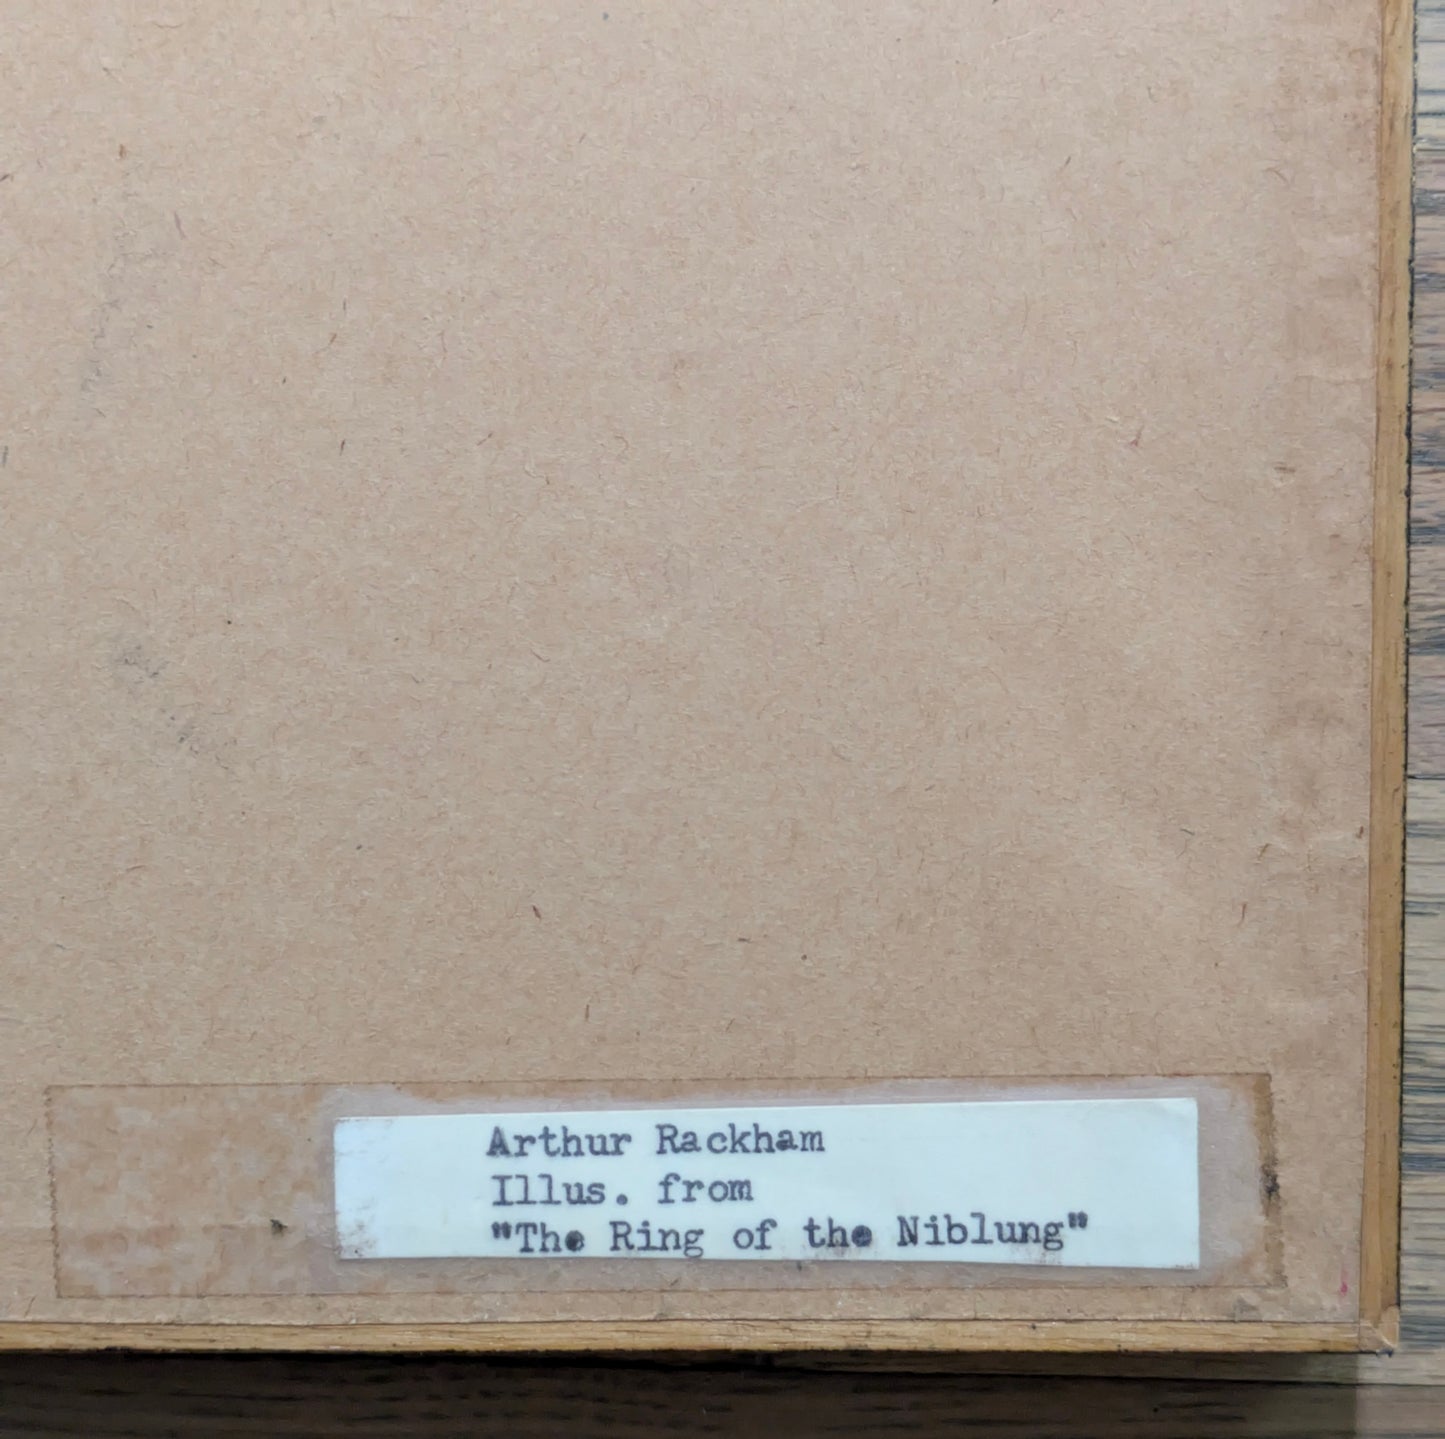 Arthur Rackham
Illus. from
"The Ring of the Niblung"